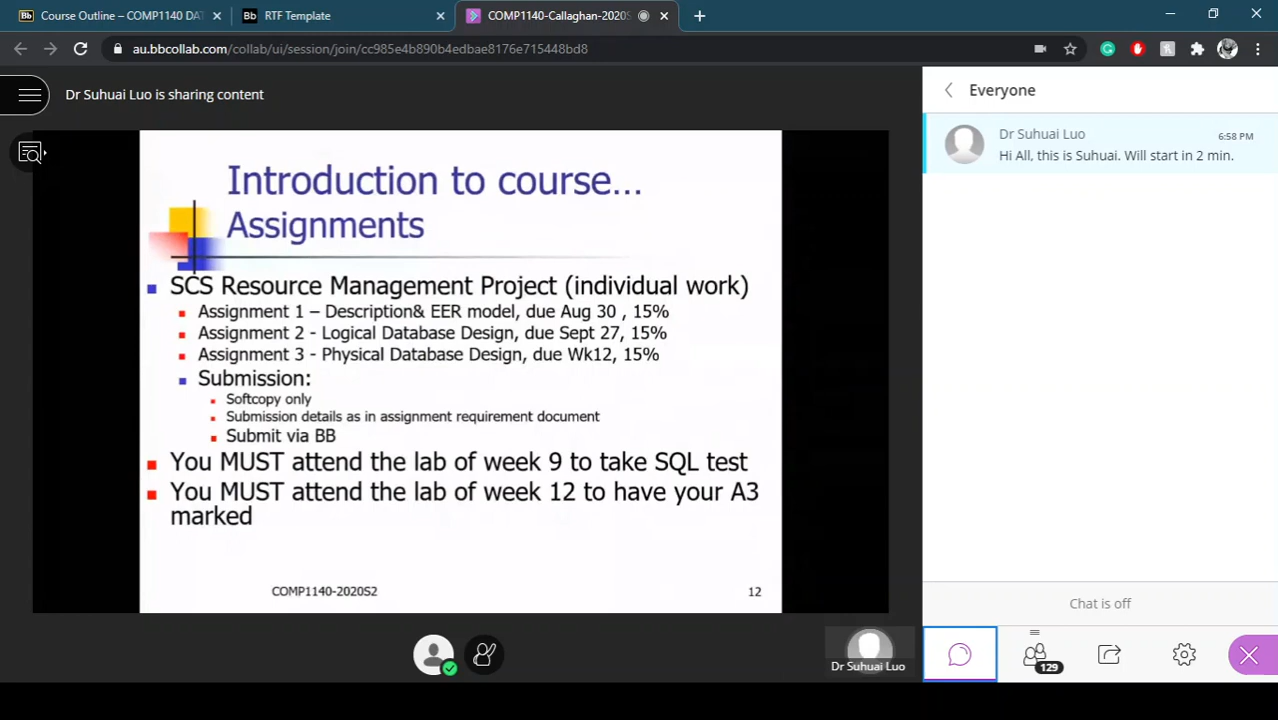 Course Outline – COMP1140 DAT
RTF Template
COMP1140-Callaghan-2020S
au.bbcollab.com/collab/ui/session/join/cc985e4b890b4edbae8176e715448bd8
Dr Suhuai Luo is sharing content
Introduction to course...
Assignments
SCS Resource Management Project (individual work)
Assignment 1 – Description& EER model, due Aug 30 , 15%
Assignment 2 - Logical Database Design, due Sept 27, 15%
Assignment 3 - Physical Database Design, due Wk12, 15%
Submission:
Softcopy only
Submission details as in assignment requirement document
Submit via BB
You MUST attend the lab of week 9 to take SQL test
You MUST attend the lab of week 12 to have your A3
marked
COMP1140-2020S2
12
Dr Suhuai Luo
Everyone
Dr Suhuai Luo
6:58 PM
Hi All, this is Suhuai. Will start in 2 min.
Chat is off
129